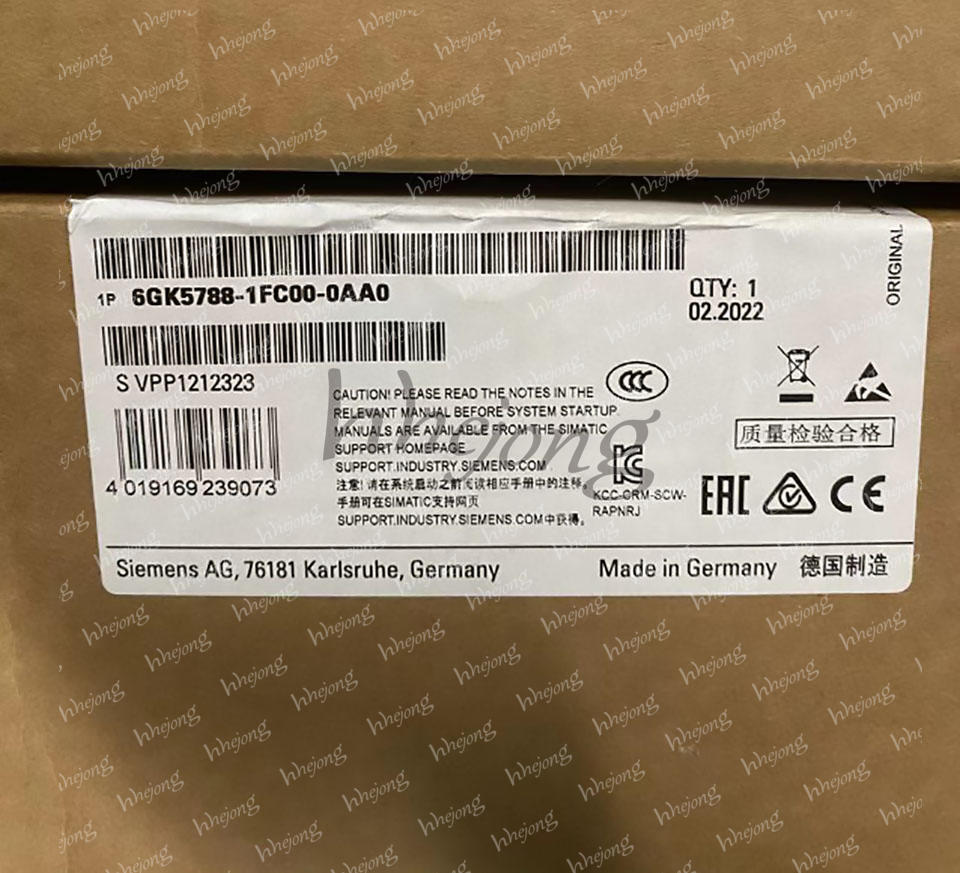 1P 6GK5788-1FC00-0AA0
QTY: 1
02.2022
ORIGINAL
S VPP1212323
CAUTION! PLEASE READ THE NOTES IN THE
RELEVANT MANUAL BEFORE SYSTEM STARTUP.
MANUALS ARE AVAILABLE FROM THE SIMATIC
SUPPORT HOMEPAGE
SUPPORT.INDUSTRY.SIEMENS.COM
注意! 请在系统启动之前阅读相应手册中的注释。
手册可在SIMATIC支持网页
SUPPORT.INDUSTRY.SIEMENS.COM中获得。
4 019169 239073
CCC
质量检验合格
KCC-CRM-SCW-
RAPNRJ
EAC
CE
Siemens AG, 76181 Karlsruhe, Germany
Made in Germany 德国制造
hhejong